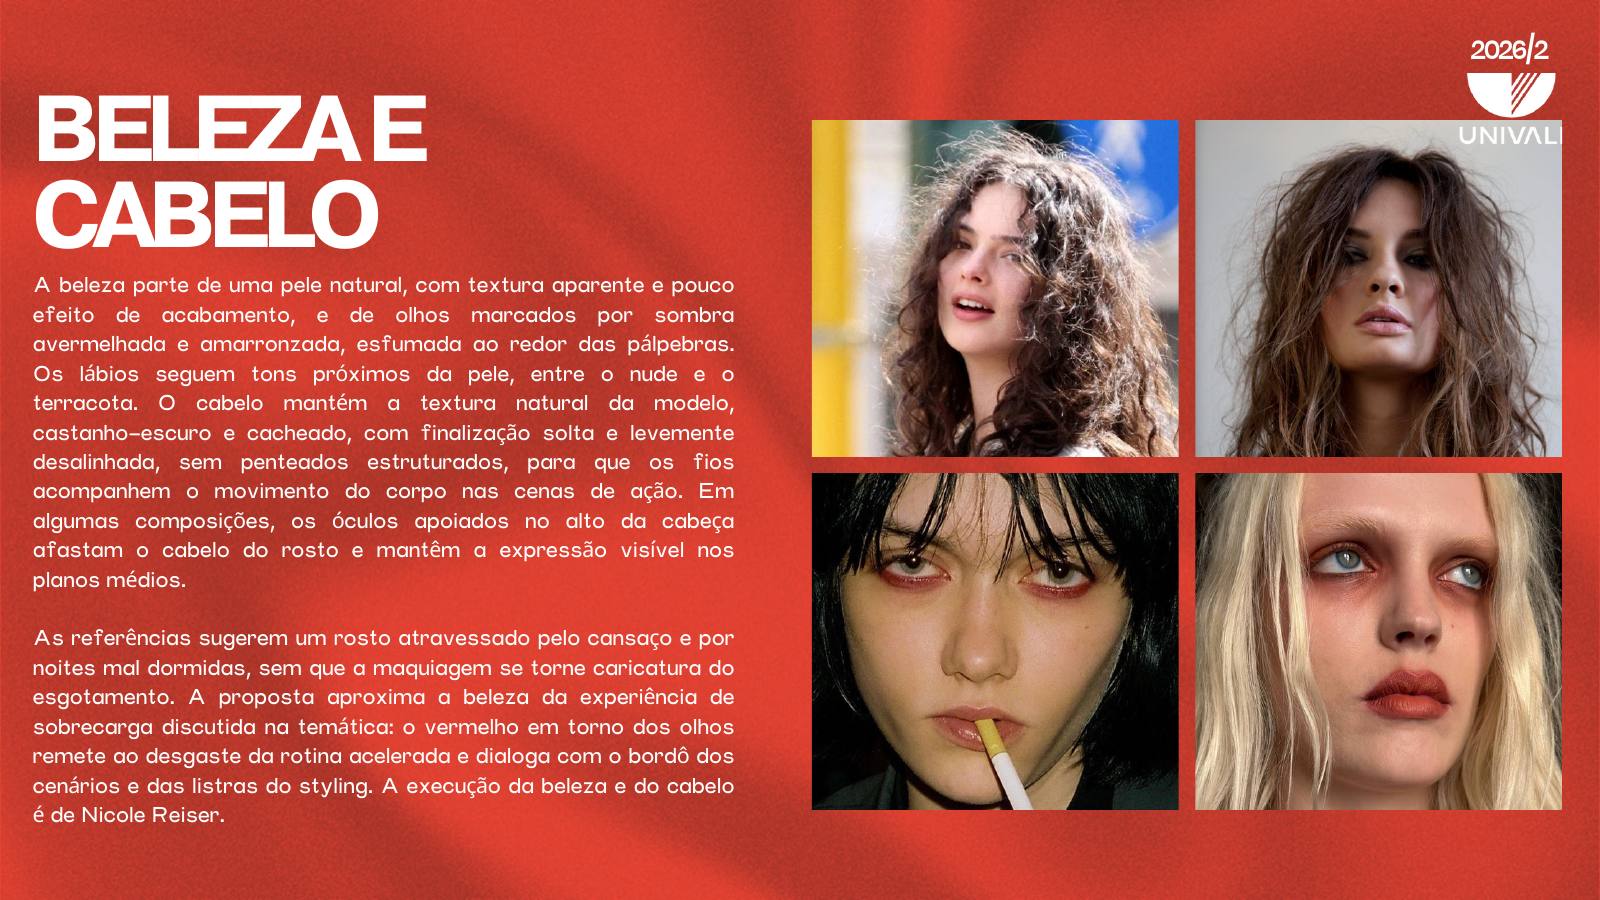 2026/2
UNIVALI
BELEZA E
CABELO
A beleza parte de uma pele natural, com textura aparente e pouco
efeito de acabamento, e de olhos marcados por sombra
avermelhada e amarronzada, esfumada ao redor das pálpebras.
Os lábios seguem tons próximos da pele, entre o nude e o
terracota. O cabelo mantém a textura natural da modelo,
castanho-escuro e cacheado, com finalização solta e levemente
desalinhada, sem penteados estruturados, para que os fios
acompanhem o movimento do corpo nas cenas de ação. Em
algumas composições, os óculos apoiados no alto da cabeça
afastam o cabelo do rosto e mantêm a expressão visível nos
planos médios.
As referências sugerem um rosto atravessado pelo cansaço e por
noites mal dormidas, sem que a maquiagem se torne caricatura do
esgotamento. A proposta aproxima a beleza da experiência de
sobrecarga discutida na temática: o vermelho em torno dos olhos
remete ao desgaste da rotina acelerada e dialoga com o bordô dos
cenários e das listras do styling. A execução da beleza e do cabelo
é de Nicole Reiser.